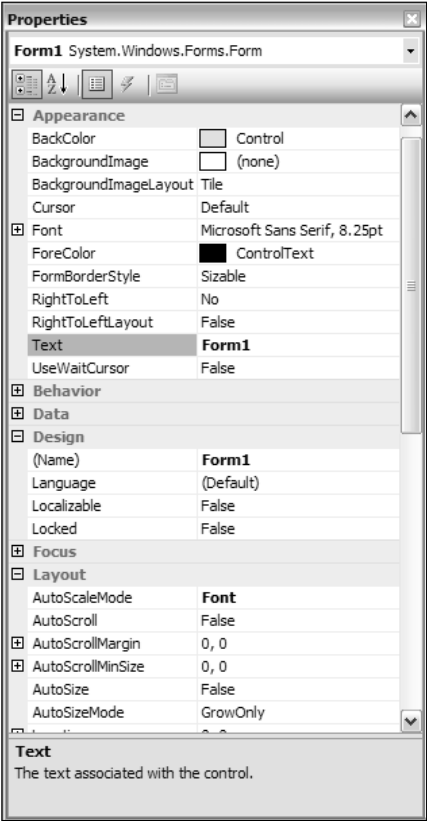 Properties
Form1 System.Windows.Forms.Form
Appearance
BackColor Control
BackgroundImage (none)
BackgroundImageLayout Tile
Cursor Default
Font Microsoft Sans Serif, 8.25pt
ForeColor ControlText
FormBorderStyle Sizable
RightToLeft No
RightToLeftLayout False
Text Form1
UseWaitCursor False
Behavior
Data
Design
(Name) Form1
Language (Default)
Localizable False
Locked False
Focus
Layout
AutoScaleMode Font
AutoScroll False
AutoScrollMargin 0, 0
AutoScrollMinSize 0, 0
AutoSize False
AutoSizeMode GrowOnly
Text
The text associated with the control.